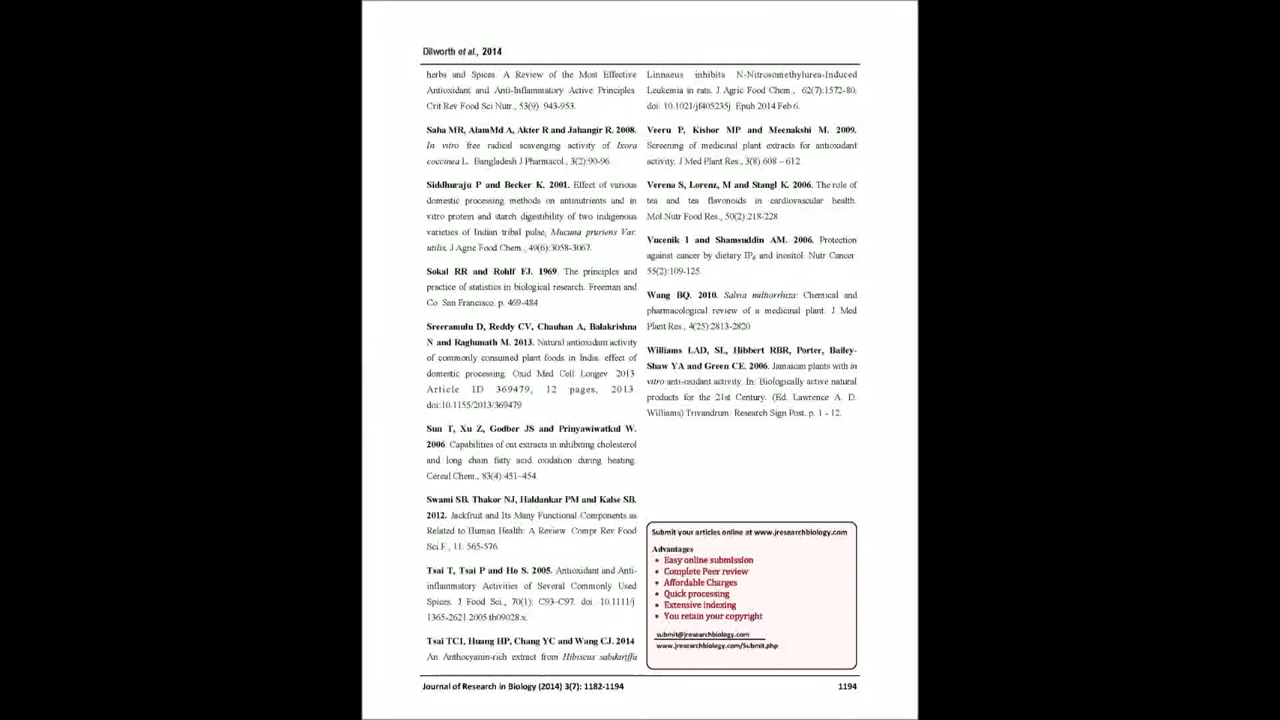 Dilworth et al., 2014
herbs and Spices: A Review of the Most Effective
Antioxidant and Anti-Inflammatory Active Principles.
Crit Rev Food Sci Nutr., 53(9) 943-953.
Saha MR, AlamMd A, Akter R and Jahangir R. 2008.
In vitro free radical scavenging activity of Ixora
coccinea L. Bangladesh J Pharmacol., 3(2):90-96.
Siddhuraju P and Becker K. 2001. Effect of various
domestic processing methods on antinutrients and in
vitro protein and starch digestibility of two indigenous
varieties of Indian tribal pulse, Mucuna pruriens Var.
utilis. J Agric Food Chem., 49(6):3058-3067.
Sokal RR and Rohlf FJ. 1969. The principles and
practice of statistics in biological research. Freeman and
Co. San Francisco. p. 469-484
Sreeramulu D, Reddy CV, Chauhan A, Balakrishna
N and Raghunath M. 2013. Natural antioxidant activity
of commonly consumed plant foods in India: effect of
domestic processing. Oxid Med Cell Longev. 2013.
Article ID 369479, 12 pages, 2013.
doi:10.1155/2013/369479
Sun T, Xu Z, Godber JS and Prinyawiwatkul W.
2006. Capabilities of oat extracts in inhibiting cholesterol
and long chain fatty acid oxidation during heating.
Cereal Chem., 83(4):451–454.
Swami SB, Thakor NJ, Haldankar PM and Kalse SB.
2012. Jackfruit and Its Many Functional Components as
Related to Human Health: A Review. Compr Rev Food
Sci F., 11: 565-576.
Tsai T, Tsai P and Ho S. 2005. Antioxidant and Anti-
inflammatory Activities of Several Commonly Used
Spices. J Food Sci., 70(1): C93–C97. doi: 10.1111/j.
1365-2621.2005.tb09028.x.
Tsai TCI, Huang HP, Chang YC and Wang CJ. 2014.
An Anthocyanin-rich extract from Hibiscus sabdariffa
Linnaeus inhibits N-Nitrosomethylurea-Induced
Leukemia in rats. J Agric Food Chem., 62(7):1572-80.
doi: 10.1021/jf405235j. Epub 2014 Feb 6.
Veeru P, Kishor MP and Meenakshi M. 2009.
Screening of medicinal plant extracts for antioxidant
activity. J Med Plant Res., 3(8):608 – 612
Verena S, Lorenz, M and Stangl K. 2006. The role of
tea and tea flavonoids in cardiovascular health.
Mol Nutr Food Res., 50(2):218-228
Vucenik I and Shamsuddin AM. 2006. Protection
against cancer by dietary IP6 and inositol. Nutr Cancer.
55(2):109-125.
Wang BQ. 2010. Salvia miltiorrhiza: Chemical and
pharmacological review of a medicinal plant. J Med
Plant Res., 4(25):2813-2820
Williams LAD, SL, Hibbert RBR, Porter, Bailey-
Shaw YA and Green CE. 2006. Jamaican plants with in
vitro anti-oxidant activity. In: Biologically active natural
products for the 21st Century. (Ed. Lawrence A. D.
Williams) Trivandrum: Research Sign Post. p. 1 - 12.
Submit your articles online at www.jresearchbiology.com
Advantages
• Easy online submission
• Complete Peer review
• Affordable Charges
• Quick processing
• Extensive indexing
• You retain your copyright
submit@jresearchbiology.com
www.jresearchbiology.com/Submit.php
Journal of Research in Biology (2014) 3(7): 1182-1194 1194